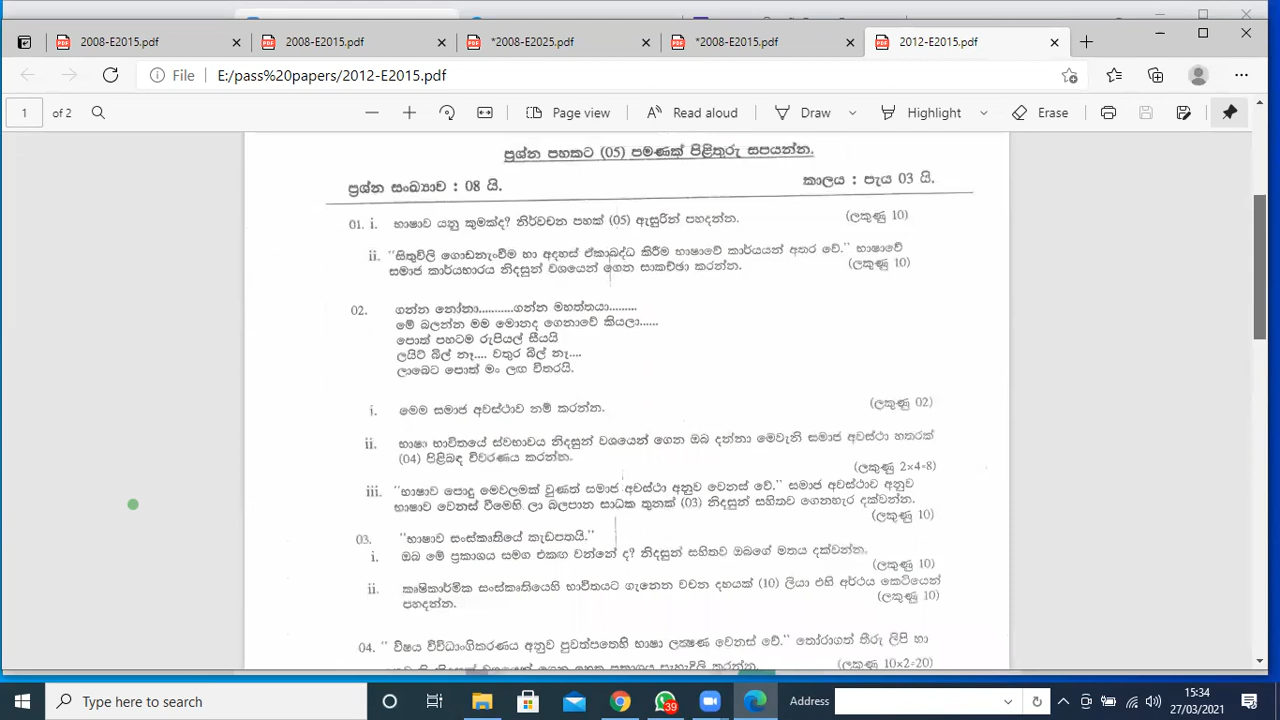 2008-E2015.pdf
2008-E2015.pdf
*2008-E2025.pdf
*2008-E2015.pdf
2012-E2015.pdf
File
E:/pass%20papers/2012-E2015.pdf
1 of 2
Page view
Read aloud
Draw
Highlight
Erase
ප්‍රශ්න පහකට (05) පමණක් පිළිතුරු සපයන්න.
ප්‍රශ්න සංඛ්‍යාව : 08 යි.
කාලය : පැය 03 යි.
01. i. භාෂාව යනු කුමක්ද? නිර්වචන පහක් (05) ඇසුරින් පහදන්න. (ලකුණු 10)
ii. "සිතුවිලි ගොඩනැංවීම හා අදහස් ඒකාබද්ධ කිරීම භාෂාවේ කාර්යයන් අතර වේ." භාෂාවේ
සමාජ කාර්යභාරය නිදසුන් වශයෙන් ගෙන සාකච්ඡා කරන්න. (ලකුණු 10)
02. ගන්න නෝනා...........ගන්න මහත්තයා.........
මේ බලන්න මම මොනද ගෙනාවේ කියලා......
පොත් පහටම රුපියල් සීයයි
ලයිට් බිල් නෑ.... වතුර බිල් නෑ....
ලාබෙට පොත් මං ලඟ විතරයි.
i. මෙම සමාජ අවස්ථාව නම් කරන්න. (ලකුණු 02)
ii. භාෂා භාවිතයේ ස්වභාවය නිදසුන් වශයෙන් ගෙන ඔබ දන්නා මෙවැනි සමාජ අවස්ථා හතරක්
(04) පිළිබඳ විවරණය කරන්න.
(ලකුණු 2×4=8)
iii. "භාෂාව පොදු මෙවලමක් වුණත් සමාජ අවස්ථා අනුව වෙනස් වේ." සමාජ අවස්ථාව අනුව
භාෂාව වෙනස් වීමෙහි ලා බලපාන සාධක තුනක් (03) නිදසුන් සහිතව ගෙනහැර දක්වන්න.
(ලකුණු 10)
03. "භාෂාව සංස්කෘතියේ කැඩපතයි."
i. ඔබ මේ ප්‍රකාශය සමග එකඟ වන්නේ ද? නිදසුන් සහිතව ඔබගේ මතය දක්වන්න.
(ලකුණු 10)
ii. කෘෂිකාර්මික සංස්කෘතියෙහි භාවිතයට ගැනෙන වචන දහයක් (10) ලියා එහි අර්ථය කෙටියෙන්
පහදන්න. (ලකුණු 10)
04. " විෂය විවිධාංගීකරණය අනුව පුවත්පතෙහි භාෂා ලක්ෂණ වෙනස් වේ." තෝරාගත් තීරු ලිපි හා
වශයෙන් ගෙන ප්‍රකාශය පැහැදිලි කරන්න. (ලකුණු 10×2=20)
Type here to search
39
Address
15:34
27/03/2021